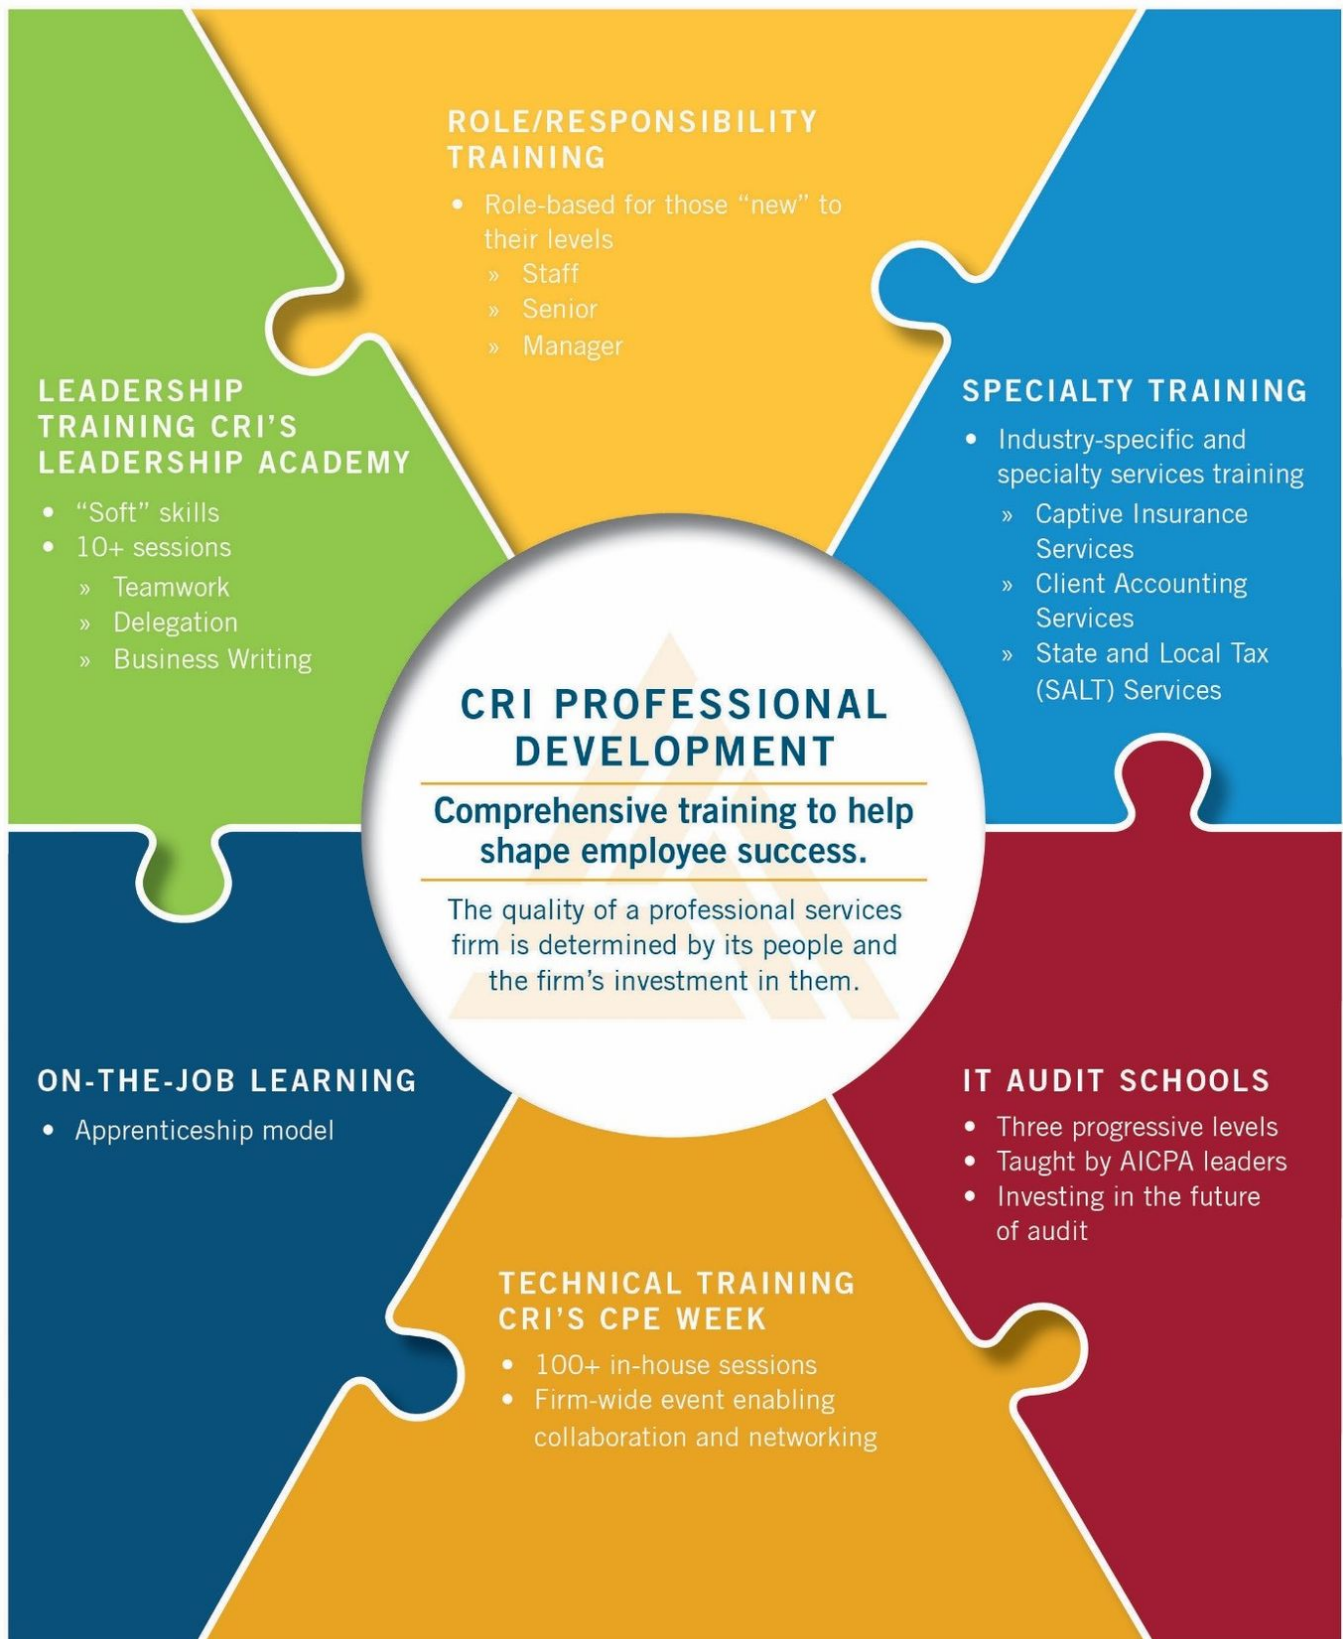 ROLE/RESPONSIBILITY
TRAINING
• Role-based for those “new” to
their levels
» Staff
» Senior
» Manager
LEADERSHIP
TRAINING CRI’S
LEADERSHIP ACADEMY
• “Soft” skills
• 10+ sessions
» Teamwork
» Delegation
» Business Writing
SPECIALTY TRAINING
• Industry-specific and
specialty services training
» Captive Insurance
Services
» Client Accounting
Services
» State and Local Tax
(SALT) Services
CRI PROFESSIONAL
DEVELOPMENT
Comprehensive training to help
shape employee success.
The quality of a professional services
firm is determined by its people and
the firm’s investment in them.
ON-THE-JOB LEARNING
• Apprenticeship model
IT AUDIT SCHOOLS
• Three progressive levels
• Taught by AICPA leaders
• Investing in the future
of audit
TECHNICAL TRAINING
CRI’S CPE WEEK
• 100+ in-house sessions
• Firm-wide event enabling
collaboration and networking